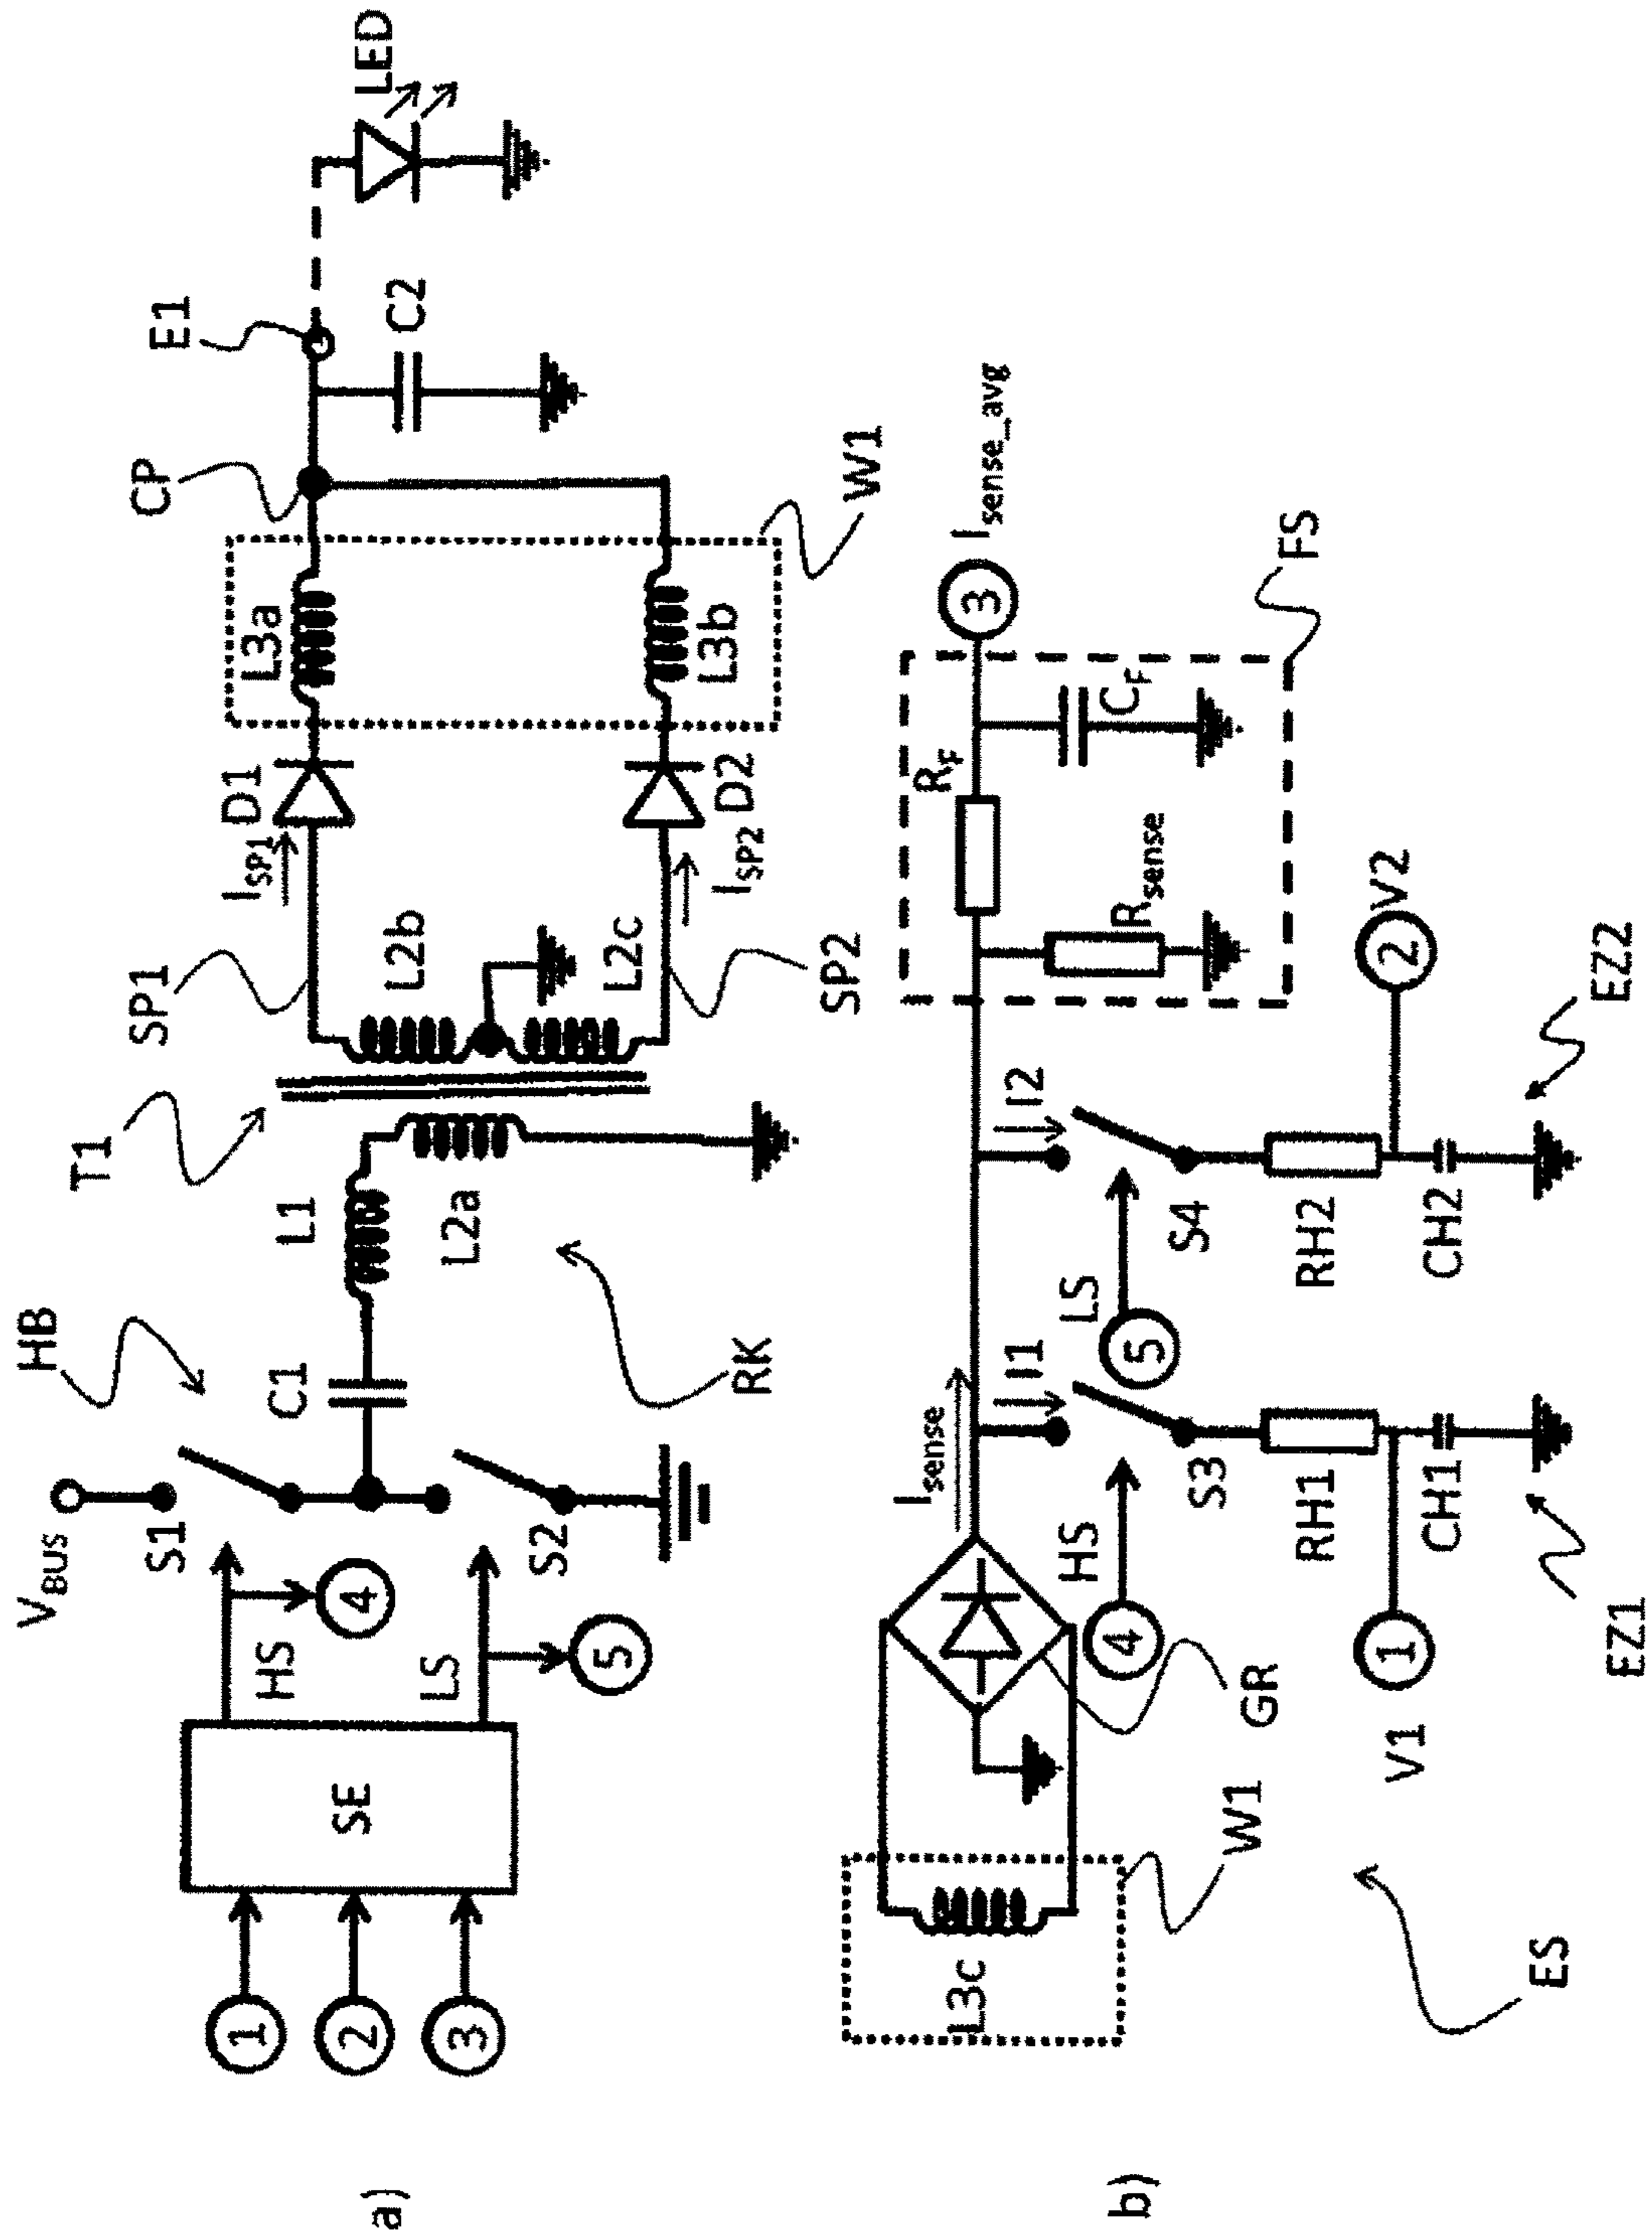 a)
1
2
3
SE
HS
LS
4
5
V_BUS
S1
S2
HB
C1
L1
RK
T1
L2a
L2b
L2c
SP1
SP2
I_SP1
I_SP2
D1
D2
L3a
L3b
W1
CP
E1
C2
LED
b)
L3c
W1
ES
GR
I_sense
4
HS
I1
S3
RH1
CH1
1
V1
EZ1
5
LS
I2
S4
RH2
CH2
2
V2
EZ2
R_sense
R_F
C_F
FS
3
I_sense_avg